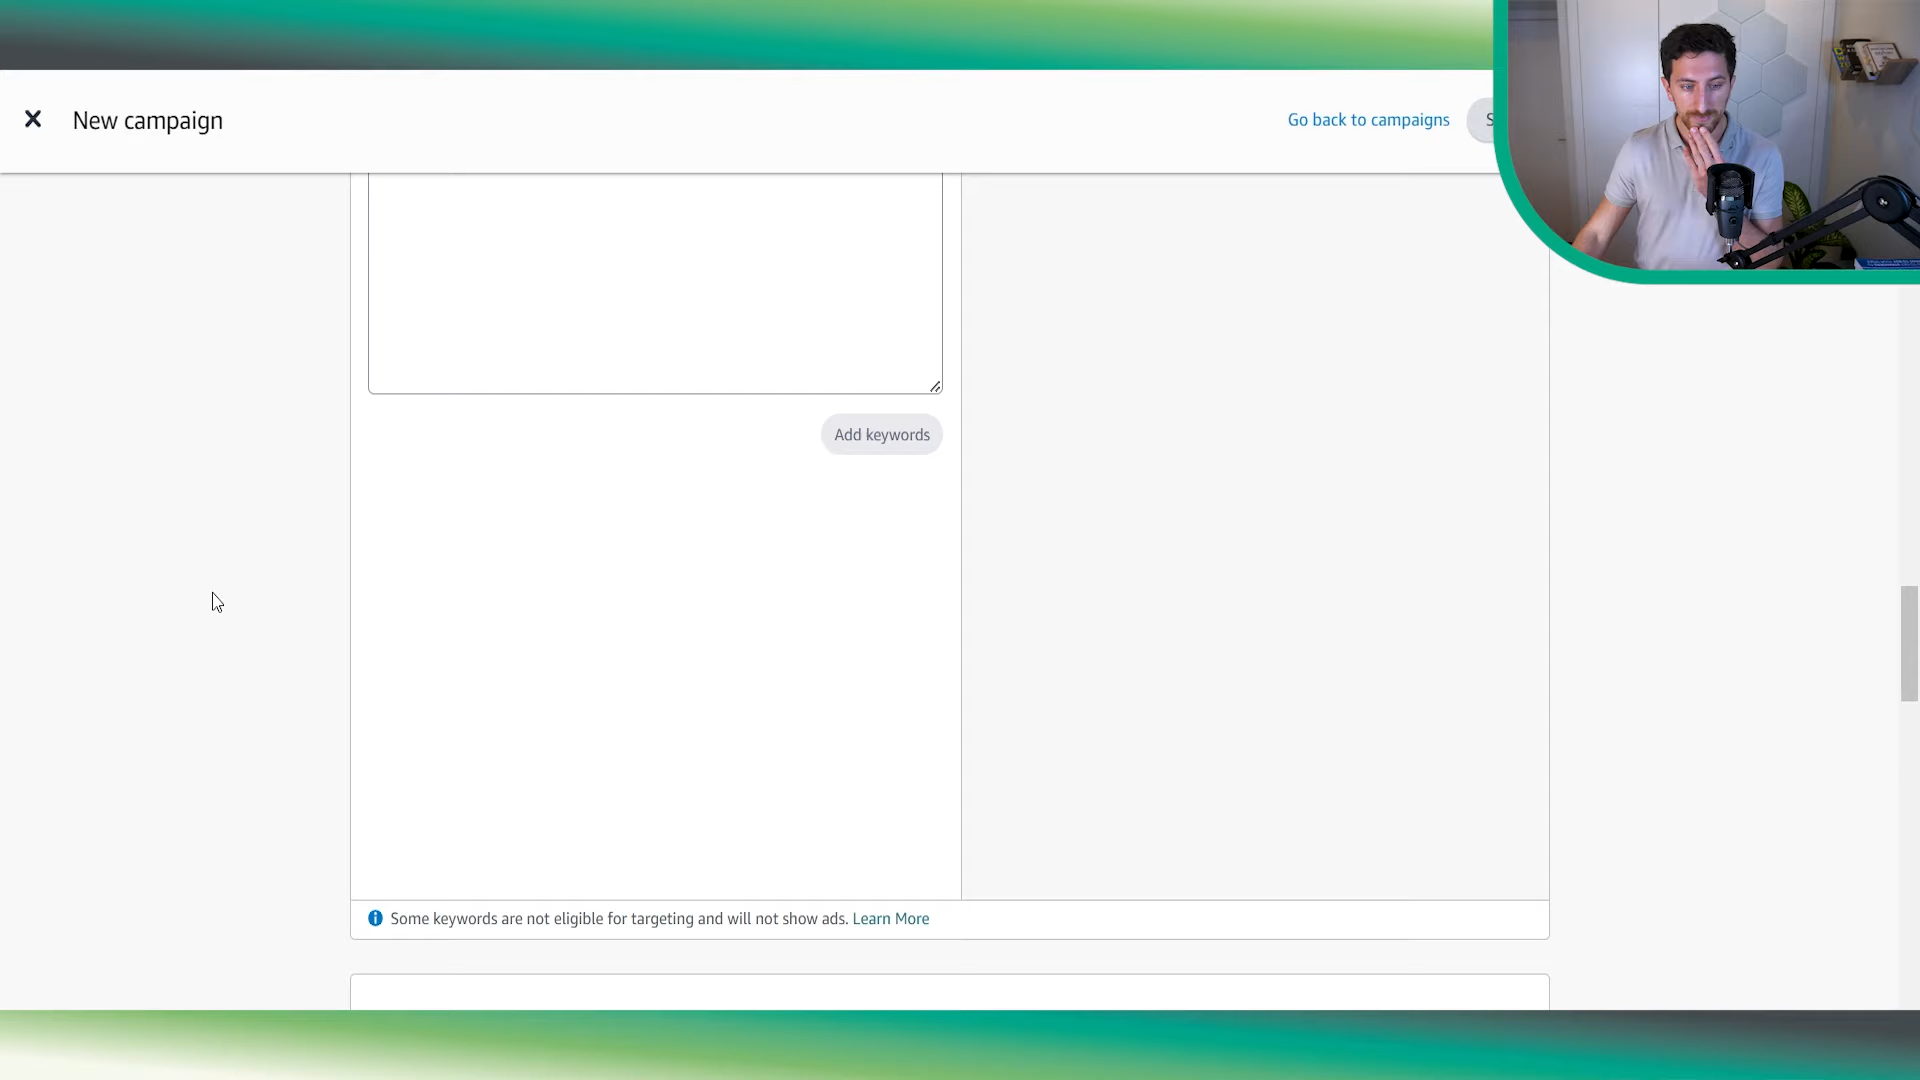 New campaign
Go back to campaigns
S
Add keywords
Some keywords are not eligible for targeting and will not show ads. Learn More